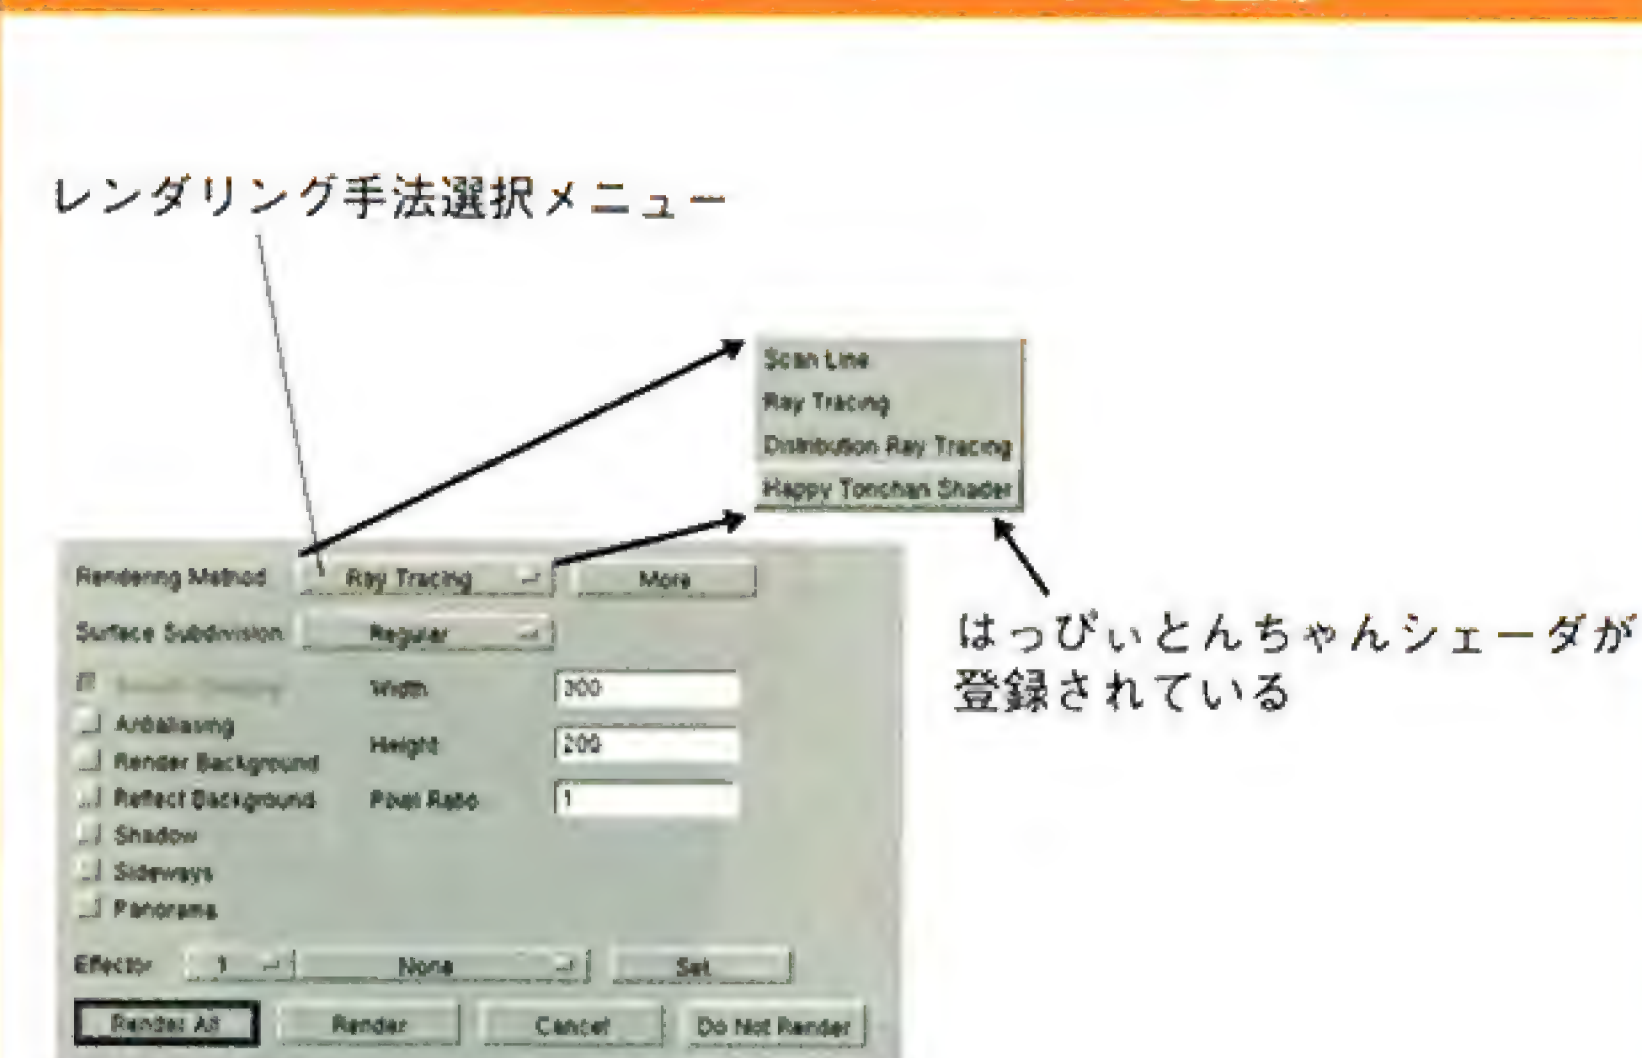 レンダリング手法選択メニュー
Scan Line
Ray Tracing
Distribution Ray Tracing
Happy Tonchan Shader
Rendering Method Ray Tracing More
Surface Subdivision Regular
Width 300
Antialiasing
Height 200
Render Background
Reflect Background Pixel Ratio 1
Shadow
Sideways
Panorama
Effector 1 None Set
Render All Render Cancel Do Not Render
はっぴぃとんちゃんシェーダが
登録されている